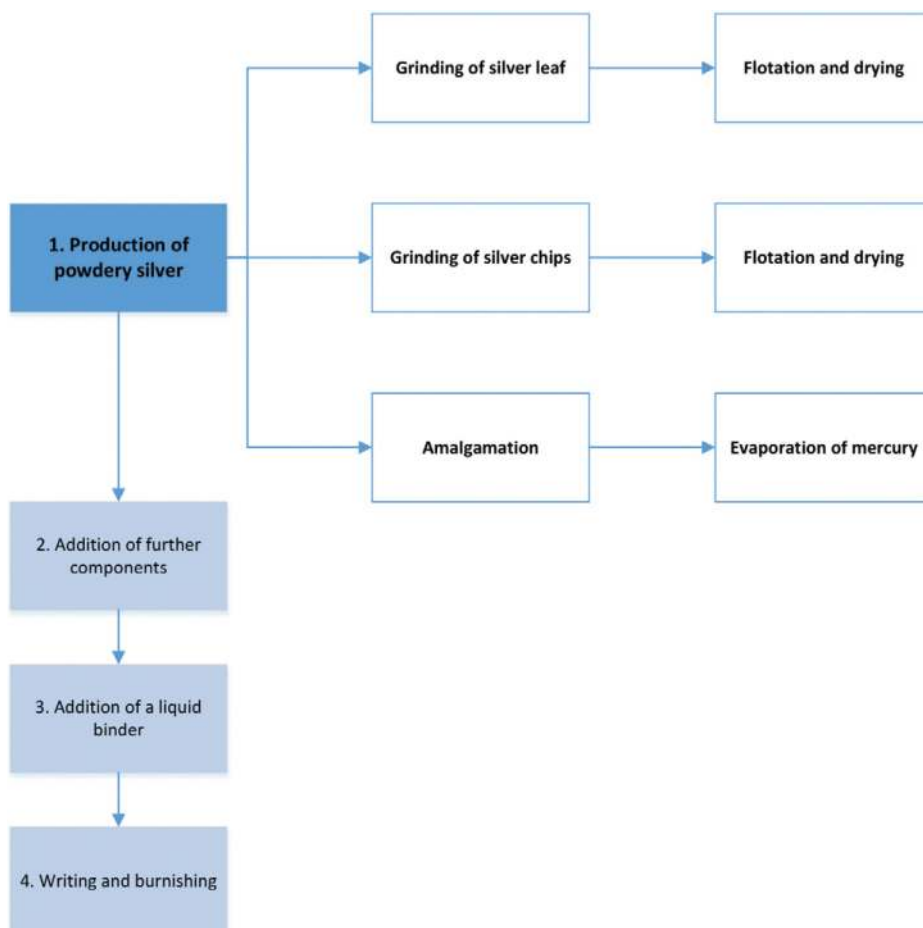 Grinding of silver leaf
Flotation and drying
1. Production of
powdery silver
Grinding of silver chips
Flotation and drying
Amalgamation
Evaporation of mercury
2. Addition of further
components
3. Addition of a liquid
binder
4. Writing and burnishing